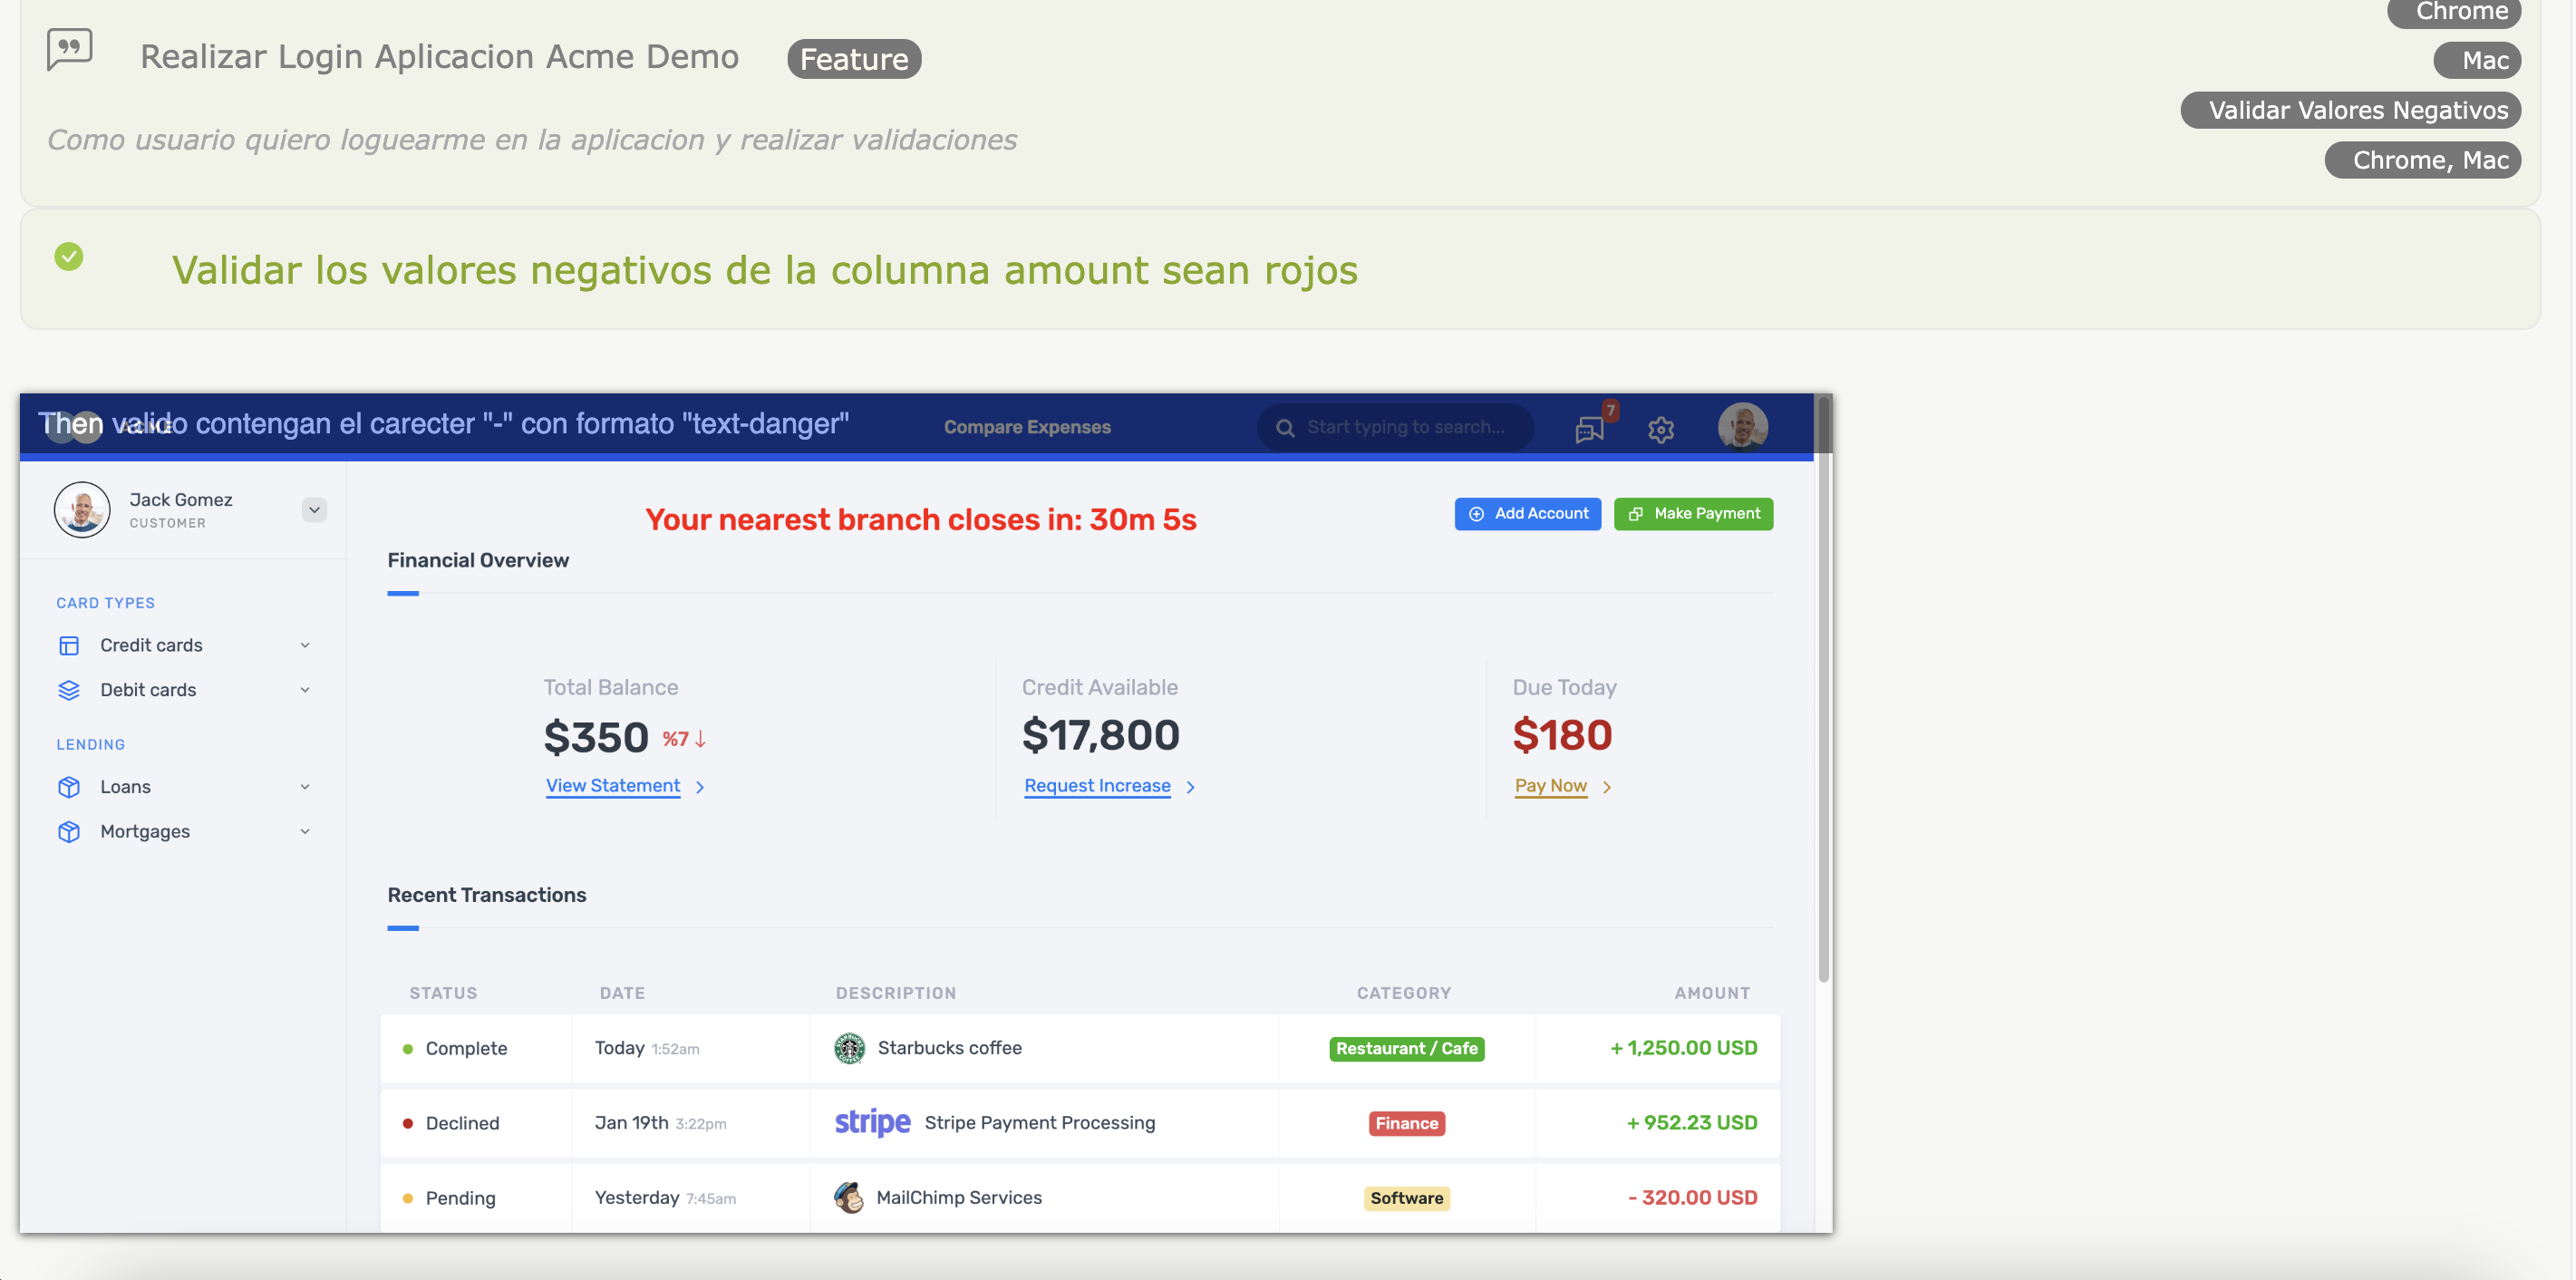 Chrome
Realizar Login Aplicacion Acme Demo Feature
Mac
Validar Valores Negativos
Como usuario quiero loguearme en la aplicacion y realizar validaciones
Chrome, Mac
Validar los valores negativos de la columna amount sean rojos
Then valido contengan el carecter "-" con formato "text-danger"
ACME
Compare Expenses
Start typing to search...
7
Jack Gomez
CUSTOMER
Your nearest branch closes in: 30m 5s
Add Account
Make Payment
Financial Overview
CARD TYPES
Credit cards
Debit cards
LENDING
Loans
Mortgages
Total Balance
$350 %7 ↓
View Statement
Credit Available
$17,800
Request Increase
Due Today
$180
Pay Now
Recent Transactions
STATUS DATE DESCRIPTION CATEGORY AMOUNT
Complete Today 1:52am Starbucks coffee Restaurant / Cafe + 1,250.00 USD
Declined Jan 19th 3:22pm stripe Stripe Payment Processing Finance + 952.23 USD
Pending Yesterday 7:45am MailChimp Services Software - 320.00 USD